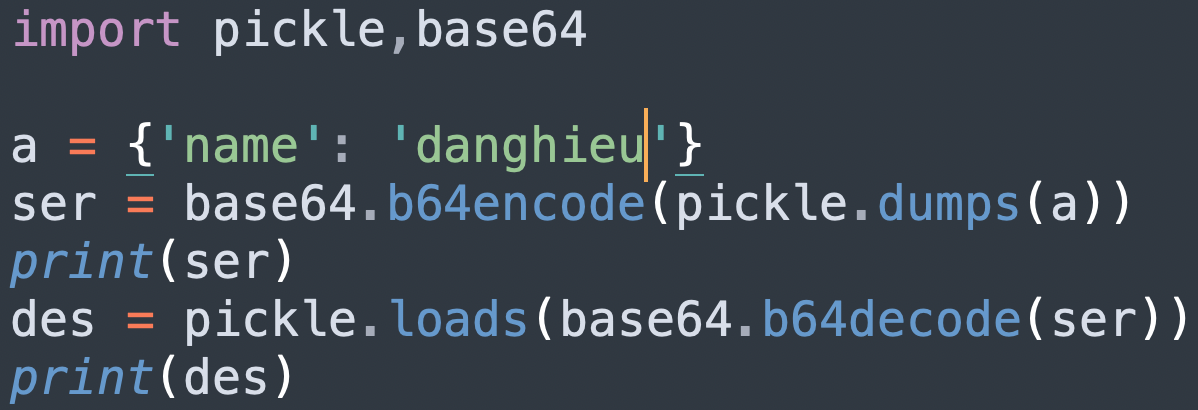 import pickle,base64
a = {'name': 'danghieu'}
ser = base64.b64encode(pickle.dumps(a))
print(ser)
des = pickle.loads(base64.b64decode(ser))
print(des)